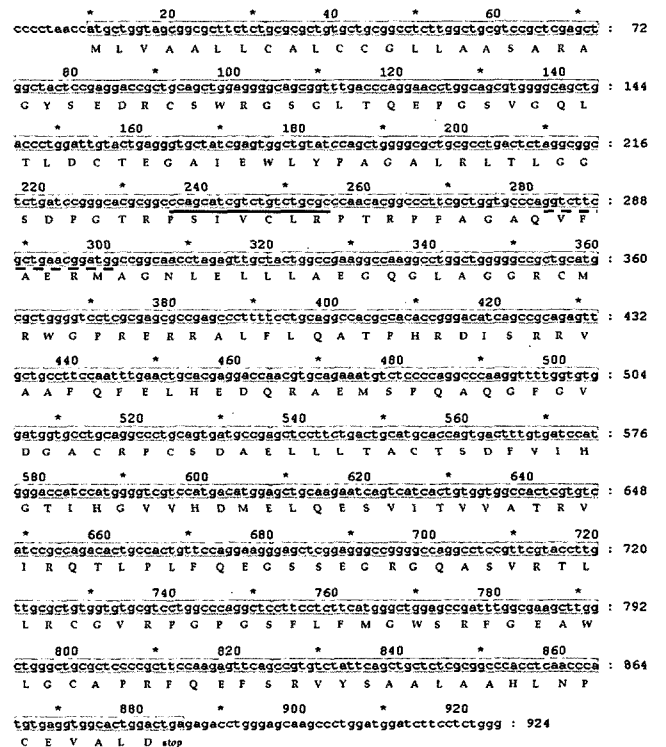 * 20 * 40 * 60 *
cccctaaccatgctggtagcggcgcttctctgcgcgctgtgctgcggcctcttggctgcgtccgctcgagct : 72
M L V A A L L C A L C C G L L A A S A R A
80 * 100 * 120 * 140
ggctactccgaggaccgctgcagctggaggggcagcggtttgacccaggaacctggcagcgtggggcagctg : 144
G Y S E D R C S W R G S G L T Q E P G S V G Q L
* 160 * 180 * 200 *
accctggattgtactgagggtgctatcgagtggctgtatccagctggggcgctgcgcctgactctaggcggc : 216
T L D C T E G A I E W L Y P A G A L R L T L G G
220 * 240 * 260 * 280
tctgatccgggcacgcggcccagcatcgtctgtctgcgcccaacacggcccttcgctggtgcccaggtcttc : 288
S D P G T R P S I V C L R P T R P F A G A Q V F
* 300 * 320 * 340 * 360
gctgaacggatggccggcaacctagagttgctactggccgaaggccaaggcctggctgggggccgctgcatg : 360
A E R M A G N L E L L L A E G Q G L A G G R C M
* 380 * 400 * 420 *
cgctggggtcctcgcgagcgccgagcccttttcctgcaggccacgccacaccgggacatcagccgcagagtt : 432
R W G P R E R R A L F L Q A T P H R D I S R R V
440 * 460 * 480 * 500
gctgccttccaatttgaactgcacgaggaccaacgtgcagaaatgtctccccaggcccaaggttttggtgtg : 504
A A F Q F E L H E D Q R A E M S P Q A Q G F G V
* 520 * 540 * 560 *
gatggtgcctgcaggccctgcagtgatgccgagctccttctgactgcatgcaccagtgactttgtgatccat : 576
D G A C R P C S D A E L L L T A C T S D F V I H
580 * 600 * 620 * 640
gggaccatccatggggtcgtccatgacatggagctgcaagaatcagtcatcactgtggtggccactcgtgtc : 648
G T I H G V V H D M E L Q E S V I T V V A T R V
* 660 * 680 * 700 * 720
atccgccagacactgccactgttccaggaagggagctcggagggccggggccaggcctccgttcgtaccttg : 720
I R Q T L P L F Q E G S S E G R G Q A S V R T L
* 740 * 760 * 780 *
ttgcgctgtggtgtgcgtcctggcccaggctccttcctcttcatgggctggagccgatttggcgaagcttgg : 792
L R C G V R P G P G S F L F M G W S R F G E A W
800 * 820 * 840 * 860
ctgggctgcgctccccgcttccaagagttcagccgtgtctattcagctgctctcgcggcccacctcaaccca : 864
L G C A P R F Q E F S R V Y S A A L A A H L N P
* 880 * 900 * 920
tgtgaggtggcactggactgagagacctgggagcaagccctggatggatcttcctctggg : 924
C E V A L D stop